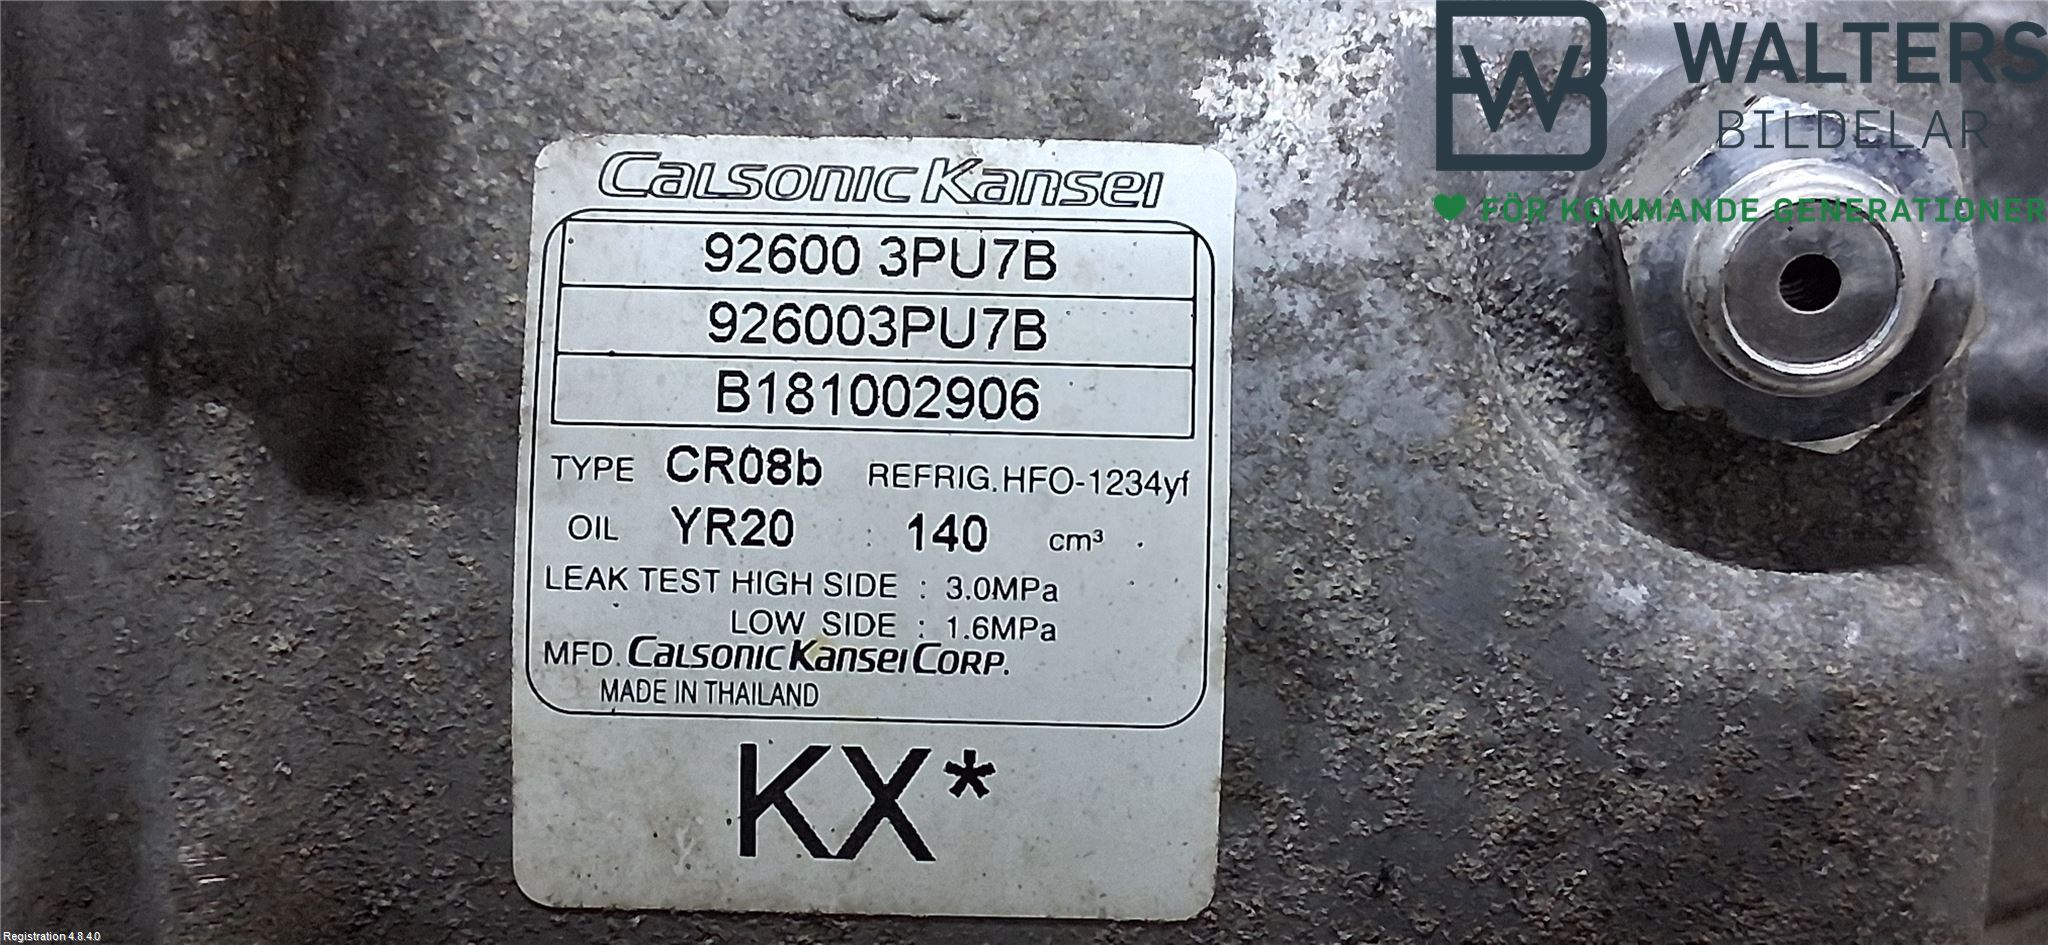 WALTERS
BILDELAR
FÖR KOMMANDE GENERATIONER
CALSONIC KANSEI
92600 3PU7B
926003PU7B
B181002906
TYPE CR08b REFRIG. HFO-1234yf
OIL YR20 140 cm³
LEAK TEST HIGH SIDE : 3.0MPa
LOW SIDE : 1.6MPa
MFD. CALSONIC KANSEI CORP.
MADE IN THAILAND
KX*
Registration 4.8.4.0